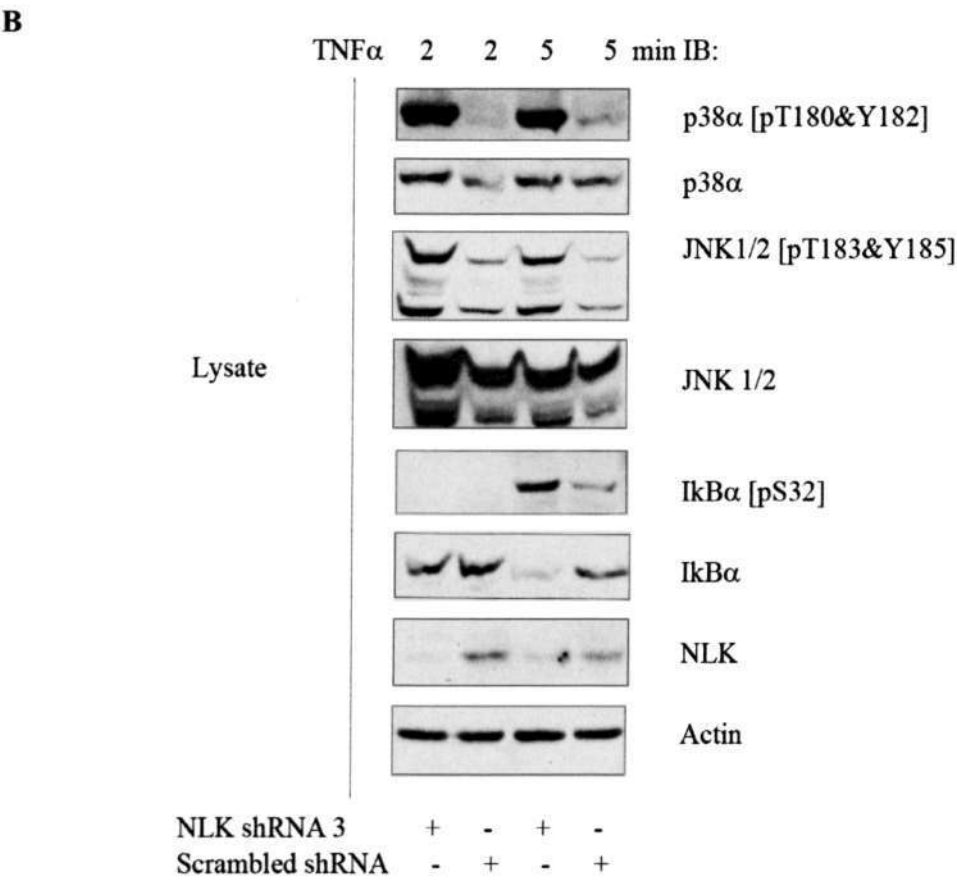 B
TNFα 2 2 5 5 min IB:
p38α [pT180&Y182]
p38α
JNK1/2 [pT183&Y185]
Lysate
JNK 1/2
IkBα [pS32]
IkBα
NLK
Actin
NLK shRNA 3 + - + -
Scrambled shRNA - + - +